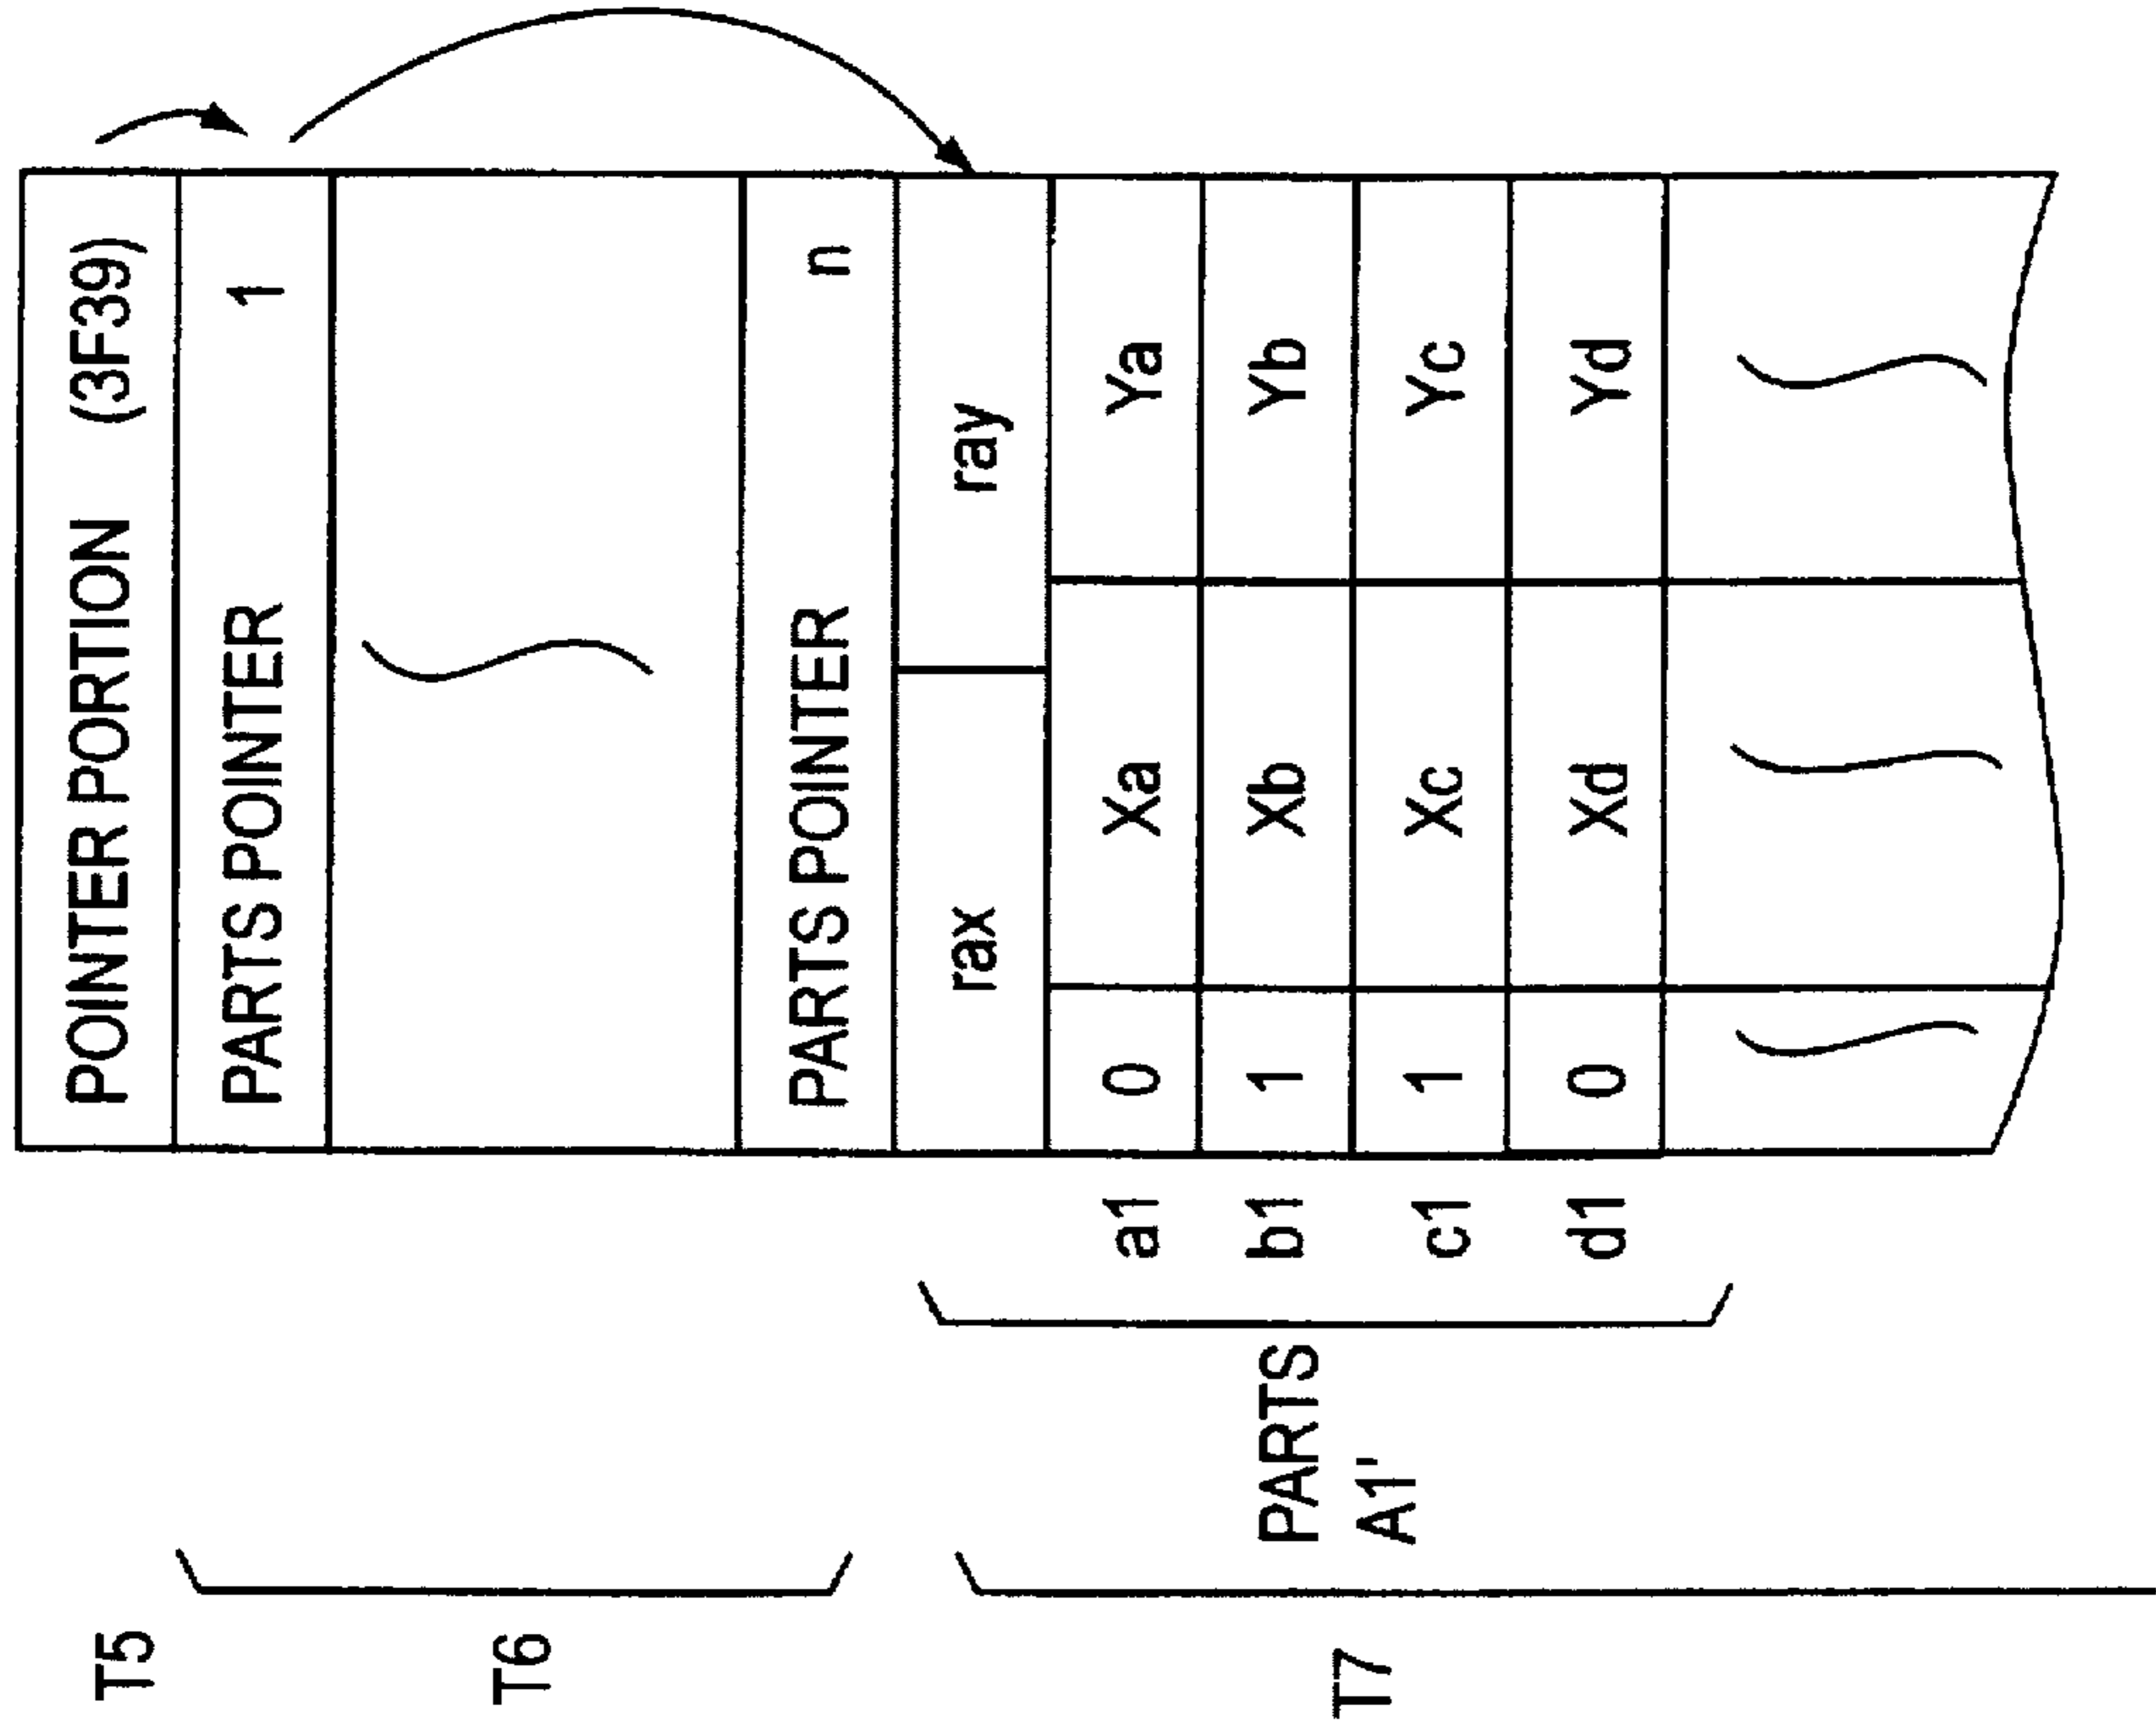 T5 POINTER PORTION (3F39)
PARTS POINTER 1
T6
PARTS POINTER n
rax ray
a1 0 Xa Ya
PARTS b1 1 Xb Yb
T7
A1' c1 1 Xc Yc
d1 0 Xd Yd